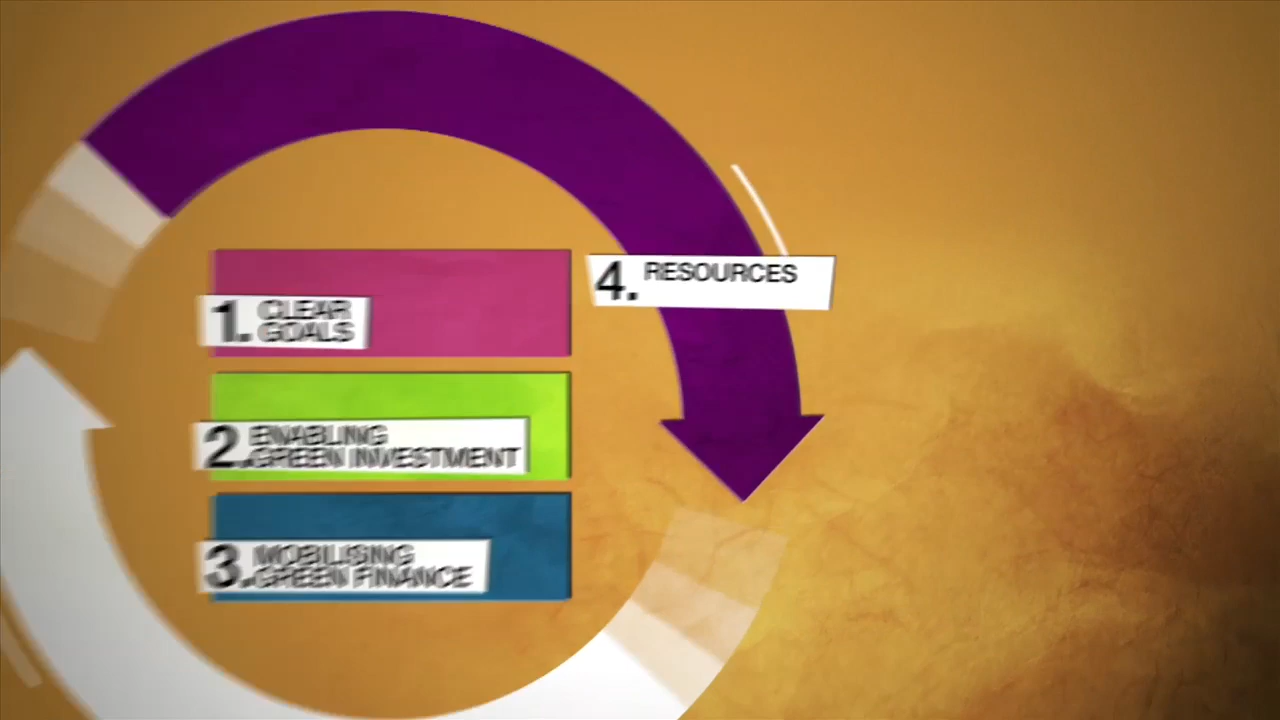 1. CLEAR
GOALS
2. ENABLING
GREEN INVESTMENT
3. MOBILISING
GREEN FINANCE
4. RESOURCES